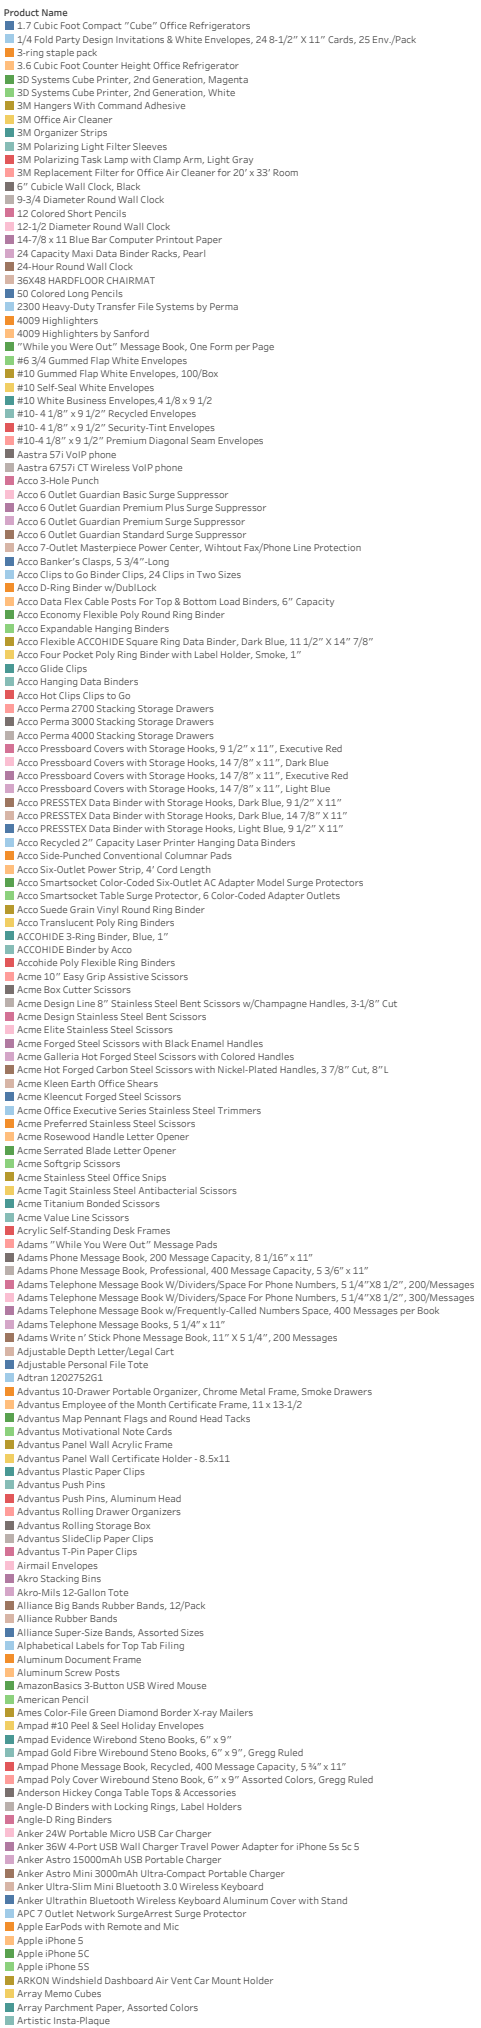 Product Name
1.7 Cubic Foot Compact "Cube" Office Refrigerators
1/4 Fold Party Design Invitations & White Envelopes, 24 8-1/2" X 11" Cards, 25 Env./Pack
3-ring staple pack
3.6 Cubic Foot Counter Height Office Refrigerator
3D Systems Cube Printer, 2nd Generation, Magenta
3D Systems Cube Printer, 2nd Generation, White
3M Hangers With Command Adhesive
3M Office Air Cleaner
3M Organizer Strips
3M Polarizing Light Filter Sleeves
3M Polarizing Task Lamp with Clamp Arm, Light Gray
3M Replacement Filter for Office Air Cleaner for 20' x 33' Room
6" Cubicle Wall Clock, Black
9-3/4 Diameter Round Wall Clock
12 Colored Short Pencils
12-1/2 Diameter Round Wall Clock
14-7/8 x 11 Blue Bar Computer Printout Paper
24 Capacity Maxi Data Binder Racks, Pearl
24-Hour Round Wall Clock
36X48 HARDFLOOR CHAIRMAT
50 Colored Long Pencils
2300 Heavy-Duty Transfer File Systems by Perma
4009 Highlighters
4009 Highlighters by Sanford
"While you Were Out" Message Book, One Form per Page
#6 3/4 Gummed Flap White Envelopes
#10 Gummed Flap White Envelopes, 100/Box
#10 Self-Seal White Envelopes
#10 White Business Envelopes,4 1/8 x 9 1/2
#10- 4 1/8" x 9 1/2" Recycled Envelopes
#10- 4 1/8" x 9 1/2" Security-Tint Envelopes
#10-4 1/8" x 9 1/2" Premium Diagonal Seam Envelopes
Aastra 57i VoIP phone
Aastra 6757i CT Wireless VoIP phone
Acco 3-Hole Punch
Acco 6 Outlet Guardian Basic Surge Suppressor
Acco 6 Outlet Guardian Premium Plus Surge Suppressor
Acco 6 Outlet Guardian Premium Surge Suppressor
Acco 6 Outlet Guardian Standard Surge Suppressor
Acco 7-Outlet Masterpiece Power Center, Wihtout Fax/Phone Line Protection
Acco Banker's Clasps, 5 3/4"-Long
Acco Clips to Go Binder Clips, 24 Clips in Two Sizes
Acco D-Ring Binder w/DublLock
Acco Data Flex Cable Posts For Top & Bottom Load Binders, 6" Capacity
Acco Economy Flexible Poly Round Ring Binder
Acco Expandable Hanging Binders
Acco Flexible ACCOHIDE Square Ring Data Binder, Dark Blue, 11 1/2" X 14" 7/8"
Acco Four Pocket Poly Ring Binder with Label Holder, Smoke, 1"
Acco Glide Clips
Acco Hanging Data Binders
Acco Hot Clips Clips to Go
Acco Perma 2700 Stacking Storage Drawers
Acco Perma 3000 Stacking Storage Drawers
Acco Perma 4000 Stacking Storage Drawers
Acco Pressboard Covers with Storage Hooks, 9 1/2" x 11", Executive Red
Acco Pressboard Covers with Storage Hooks, 14 7/8" x 11", Dark Blue
Acco Pressboard Covers with Storage Hooks, 14 7/8" x 11", Executive Red
Acco Pressboard Covers with Storage Hooks, 14 7/8" x 11", Light Blue
Acco PRESSTEX Data Binder with Storage Hooks, Dark Blue, 9 1/2" X 11"
Acco PRESSTEX Data Binder with Storage Hooks, Dark Blue, 14 7/8" X 11"
Acco PRESSTEX Data Binder with Storage Hooks, Light Blue, 9 1/2" X 11"
Acco Recycled 2" Capacity Laser Printer Hanging Data Binders
Acco Side-Punched Conventional Columnar Pads
Acco Six-Outlet Power Strip, 4' Cord Length
Acco Smartsocket Color-Coded Six-Outlet AC Adapter Model Surge Protectors
Acco Smartsocket Table Surge Protector, 6 Color-Coded Adapter Outlets
Acco Suede Grain Vinyl Round Ring Binder
Acco Translucent Poly Ring Binders
ACCOHIDE 3-Ring Binder, Blue, 1"
ACCOHIDE Binder by Acco
Accohide Poly Flexible Ring Binders
Acme 10" Easy Grip Assistive Scissors
Acme Box Cutter Scissors
Acme Design Line 8" Stainless Steel Bent Scissors w/Champagne Handles, 3-1/8" Cut
Acme Design Stainless Steel Bent Scissors
Acme Elite Stainless Steel Scissors
Acme Forged Steel Scissors with Black Enamel Handles
Acme Galleria Hot Forged Steel Scissors with Colored Handles
Acme Hot Forged Carbon Steel Scissors with Nickel-Plated Handles, 3 7/8" Cut, 8"L
Acme Kleen Earth Office Shears
Acme Kleencut Forged Steel Scissors
Acme Office Executive Series Stainless Steel Trimmers
Acme Preferred Stainless Steel Scissors
Acme Rosewood Handle Letter Opener
Acme Serrated Blade Letter Opener
Acme Softgrip Scissors
Acme Stainless Steel Office Snips
Acme Tagit Stainless Steel Antibacterial Scissors
Acme Titanium Bonded Scissors
Acme Value Line Scissors
Acrylic Self-Standing Desk Frames
Adams "While You Were Out" Message Pads
Adams Phone Message Book, 200 Message Capacity, 8 1/16" x 11"
Adams Phone Message Book, Professional, 400 Message Capacity, 5 3/6" x 11"
Adams Telephone Message Book W/Dividers/Space For Phone Numbers, 5 1/4"X8 1/2", 200/Messages
Adams Telephone Message Book W/Dividers/Space For Phone Numbers, 5 1/4"X8 1/2", 300/Messages
Adams Telephone Message Book w/Frequently-Called Numbers Space, 400 Messages per Book
Adams Telephone Message Books, 5 1/4" x 11"
Adams Write n' Stick Phone Message Book, 11" X 5 1/4", 200 Messages
Adjustable Depth Letter/Legal Cart
Adjustable Personal File Tote
Adtran 1202752G1
Advantus 10-Drawer Portable Organizer, Chrome Metal Frame, Smoke Drawers
Advantus Employee of the Month Certificate Frame, 11 x 13-1/2
Advantus Map Pennant Flags and Round Head Tacks
Advantus Motivational Note Cards
Advantus Panel Wall Acrylic Frame
Advantus Panel Wall Certificate Holder - 8.5x11
Advantus Plastic Paper Clips
Advantus Push Pins
Advantus Push Pins, Aluminum Head
Advantus Rolling Drawer Organizers
Advantus Rolling Storage Box
Advantus SlideClip Paper Clips
Advantus T-Pin Paper Clips
Airmail Envelopes
Akro Stacking Bins
Akro-Mils 12-Gallon Tote
Alliance Big Bands Rubber Bands, 12/Pack
Alliance Rubber Bands
Alliance Super-Size Bands, Assorted Sizes
Alphabetical Labels for Top Tab Filing
Aluminum Document Frame
Aluminum Screw Posts
AmazonBasics 3-Button USB Wired Mouse
American Pencil
Ames Color-File Green Diamond Border X-ray Mailers
Ampad #10 Peel & Seel Holiday Envelopes
Ampad Evidence Wirebond Steno Books, 6" x 9"
Ampad Gold Fibre Wirebound Steno Books, 6" x 9", Gregg Ruled
Ampad Phone Message Book, Recycled, 400 Message Capacity, 5 ¾" x 11"
Ampad Poly Cover Wirebound Steno Book, 6" x 9" Assorted Colors, Gregg Ruled
Anderson Hickey Conga Table Tops & Accessories
Angle-D Binders with Locking Rings, Label Holders
Angle-D Ring Binders
Anker 24W Portable Micro USB Car Charger
Anker 36W 4-Port USB Wall Charger Travel Power Adapter for iPhone 5s 5c 5
Anker Astro 15000mAh USB Portable Charger
Anker Astro Mini 3000mAh Ultra-Compact Portable Charger
Anker Ultra-Slim Mini Bluetooth 3.0 Wireless Keyboard
Anker Ultrathin Bluetooth Wireless Keyboard Aluminum Cover with Stand
APC 7 Outlet Network SurgeArrest Surge Protector
Apple EarPods with Remote and Mic
Apple iPhone 5
Apple iPhone 5C
Apple iPhone 5S
ARKON Windshield Dashboard Air Vent Car Mount Holder
Array Memo Cubes
Array Parchment Paper, Assorted Colors
Artistic Insta-Plaque